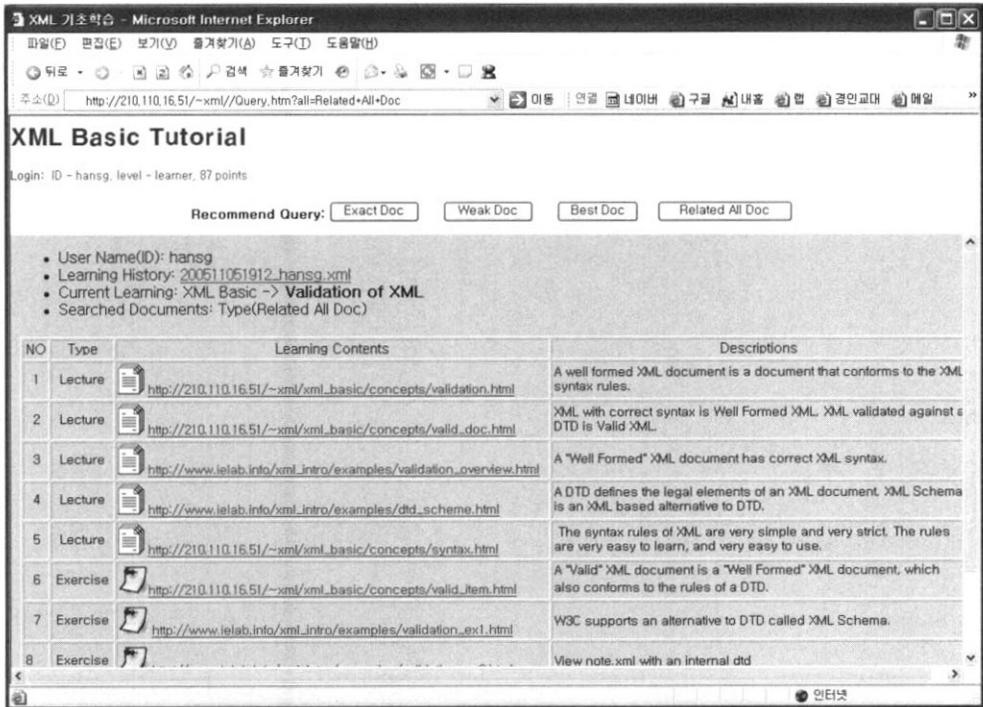 XML 기초학습 - Microsoft Internet Explorer
파일(F) 편집(E) 보기(V) 즐겨찾기(A) 도구(T) 도움말(H)
뒤로 검색 즐겨찾기
주소(D) http://210.110.16.51/~xml//Query.htm?all=Related+All+Doc 이동 연결 네이버 구글 내홈 랩 경인교대 메일 »
XML Basic Tutorial
Login: ID - hansg, level - learner, 87 points
Recommend Query: Exact Doc Weak Doc Best Doc Related All Doc
• User Name(ID): hansg
• Learning History: 200511051912_hansg.xml
• Current Learning: XML Basic -> Validation of XML
• Searched Documents: Type(Related All Doc)
NO Type Learning Contents Descriptions
1 Lecture http://210.110.16.51/~xml/xml_basic/concepts/validation.html A well formed XML document is a document that conforms to the XML
syntax rules.
2 Lecture http://210.110.16.51/~xml/xml_basic/concepts/valid_doc.html XML with correct syntax is Well Formed XML. XML validated against a
DTD is Valid XML.
3 Lecture http://www.ielab.info/xml_intro/examples/validation_overview.html A "Well Formed" XML document has correct XML syntax.
4 Lecture http://www.ielab.info/xml_intro/examples/dtd_scheme.html A DTD defines the legal elements of an XML document. XML Schema
is an XML based alternative to DTD.
5 Lecture http://210.110.16.51/~xml/xml_basic/concepts/syntax.html The syntax rules of XML are very simple and very strict. The rules
are very easy to learn, and very easy to use.
6 Exercise http://210.110.16.51/~xml/xml_basic/concepts/valid_item.html A "Valid" XML document is a "Well Formed" XML document, which
also conforms to the rules of a DTD.
7 Exercise http://www.ielab.info/xml_intro/examples/validation_ex1.html W3C supports an alternative to DTD called XML Schema.
8 Exercise View note.xml with an internal dtd
인터넷